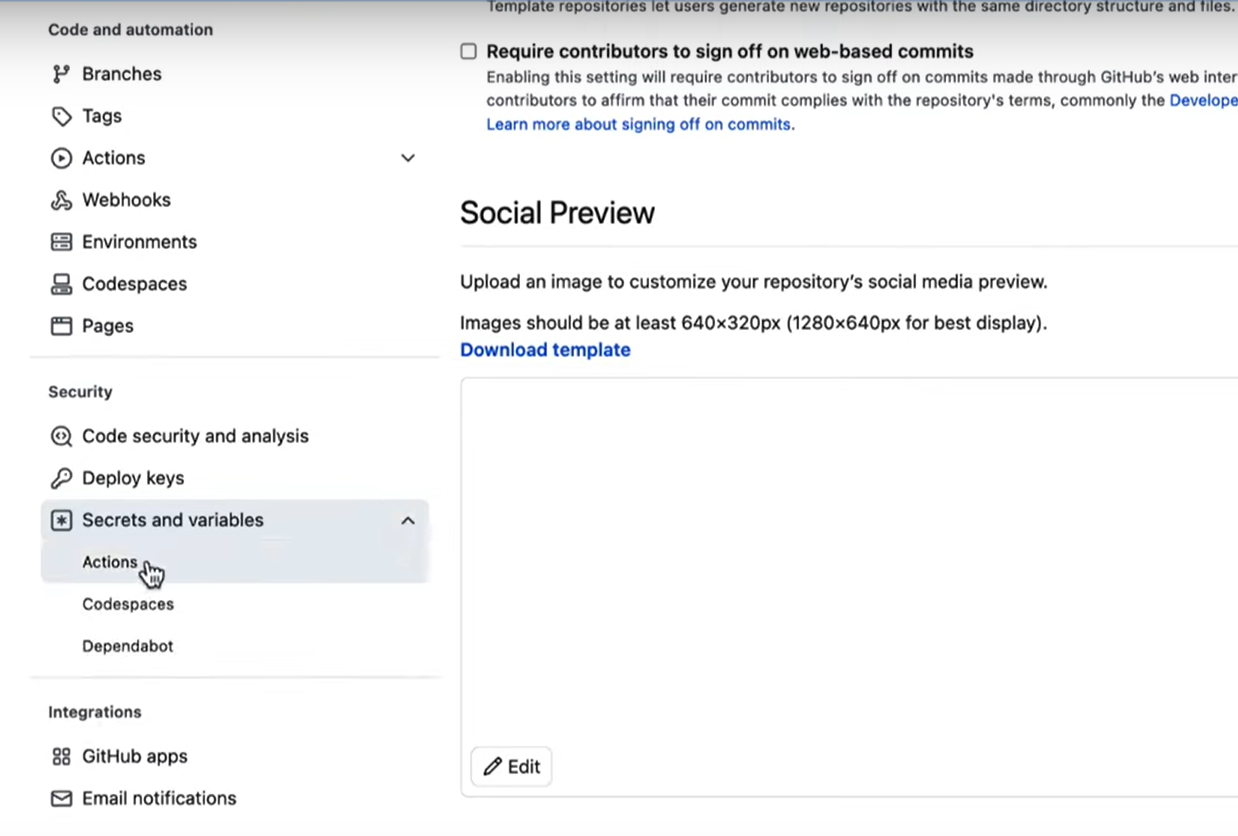 Code and automation
Branches
Tags
Actions
Webhooks
Environments
Codespaces
Pages
Security
Code security and analysis
Deploy keys
Secrets and variables
Actions
Codespaces
Dependabot
Integrations
GitHub apps
Email notifications
Template repositories let users generate new repositories with the same directory structure and files.
Require contributors to sign off on web-based commits
Enabling this setting will require contributors to sign off on commits made through GitHub's web inter
contributors to affirm that their commit complies with the repository's terms, commonly the Develope
Learn more about signing off on commits.
Social Preview
Upload an image to customize your repository's social media preview.
Images should be at least 640×320px (1280×640px for best display).
Download template
Edit